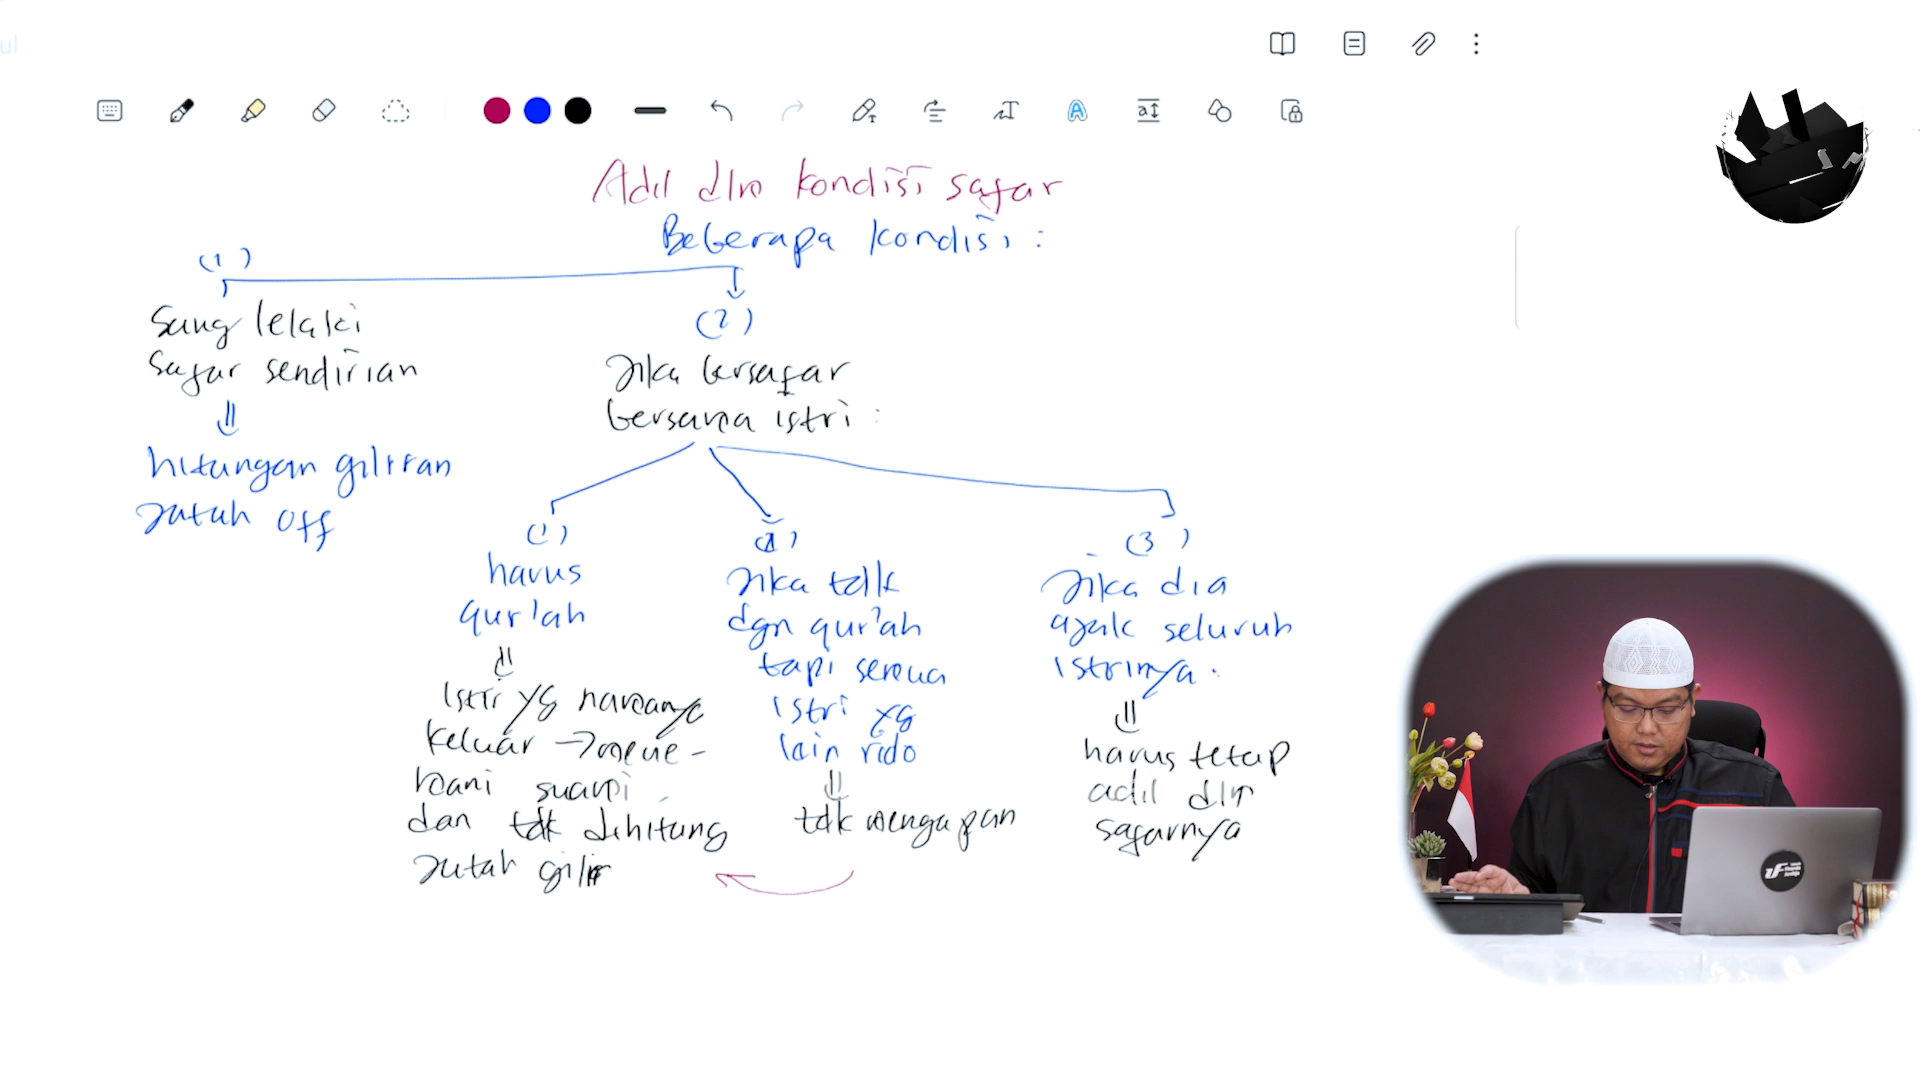 Adil dlm kondisi safar
Beberapa kondisi :
(1)
Sang lelaki
safar sendirian
hitungan giliran
jatah off
(2)
Jika bersafar
bersama istri :
(1)
harus
qur'ah
istri yg namanya
keluar → mene-
mani suami
dan tdk dihitung
jatah gilir
(2)
Jika tdk
dgn qur'ah
tapi semua
istri yg
lain rido
tdk mengapa
(3)
Jika dia
ajak seluruh
istrinya.
harus tetap
adil dlm
safarnya